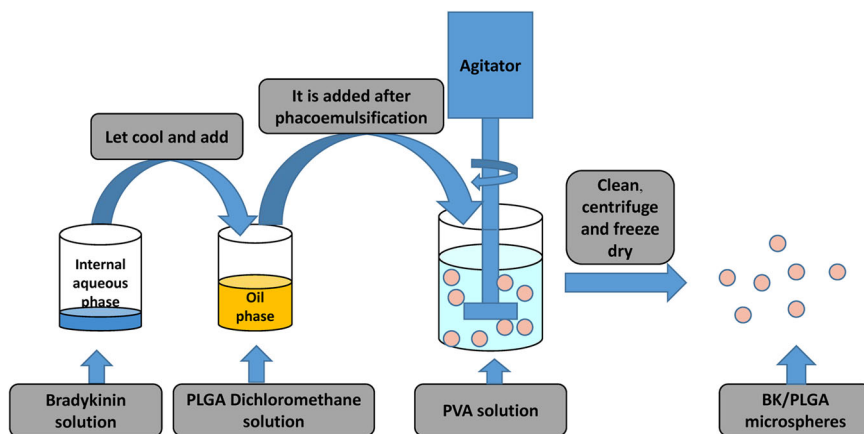 Agitator
It is added after
phacoemulsification
Let cool and add
Clean,
centrifuge
and freeze
dry
Internal
aqueous
phase
Oil
phase
Bradykinin
solution
PLGA Dichloromethane
solution
PVA solution
BK/PLGA
microspheres